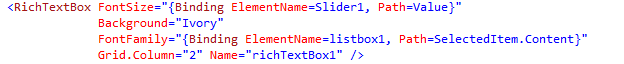 <RichTextBox FontSize="{Binding ElementName=Slider1, Path=Value}"
Background="Ivory"
FontFamily="{Binding ElementName=listbox1, Path=SelectedItem.Content}"
Grid.Column="2" Name="richTextBox1" />